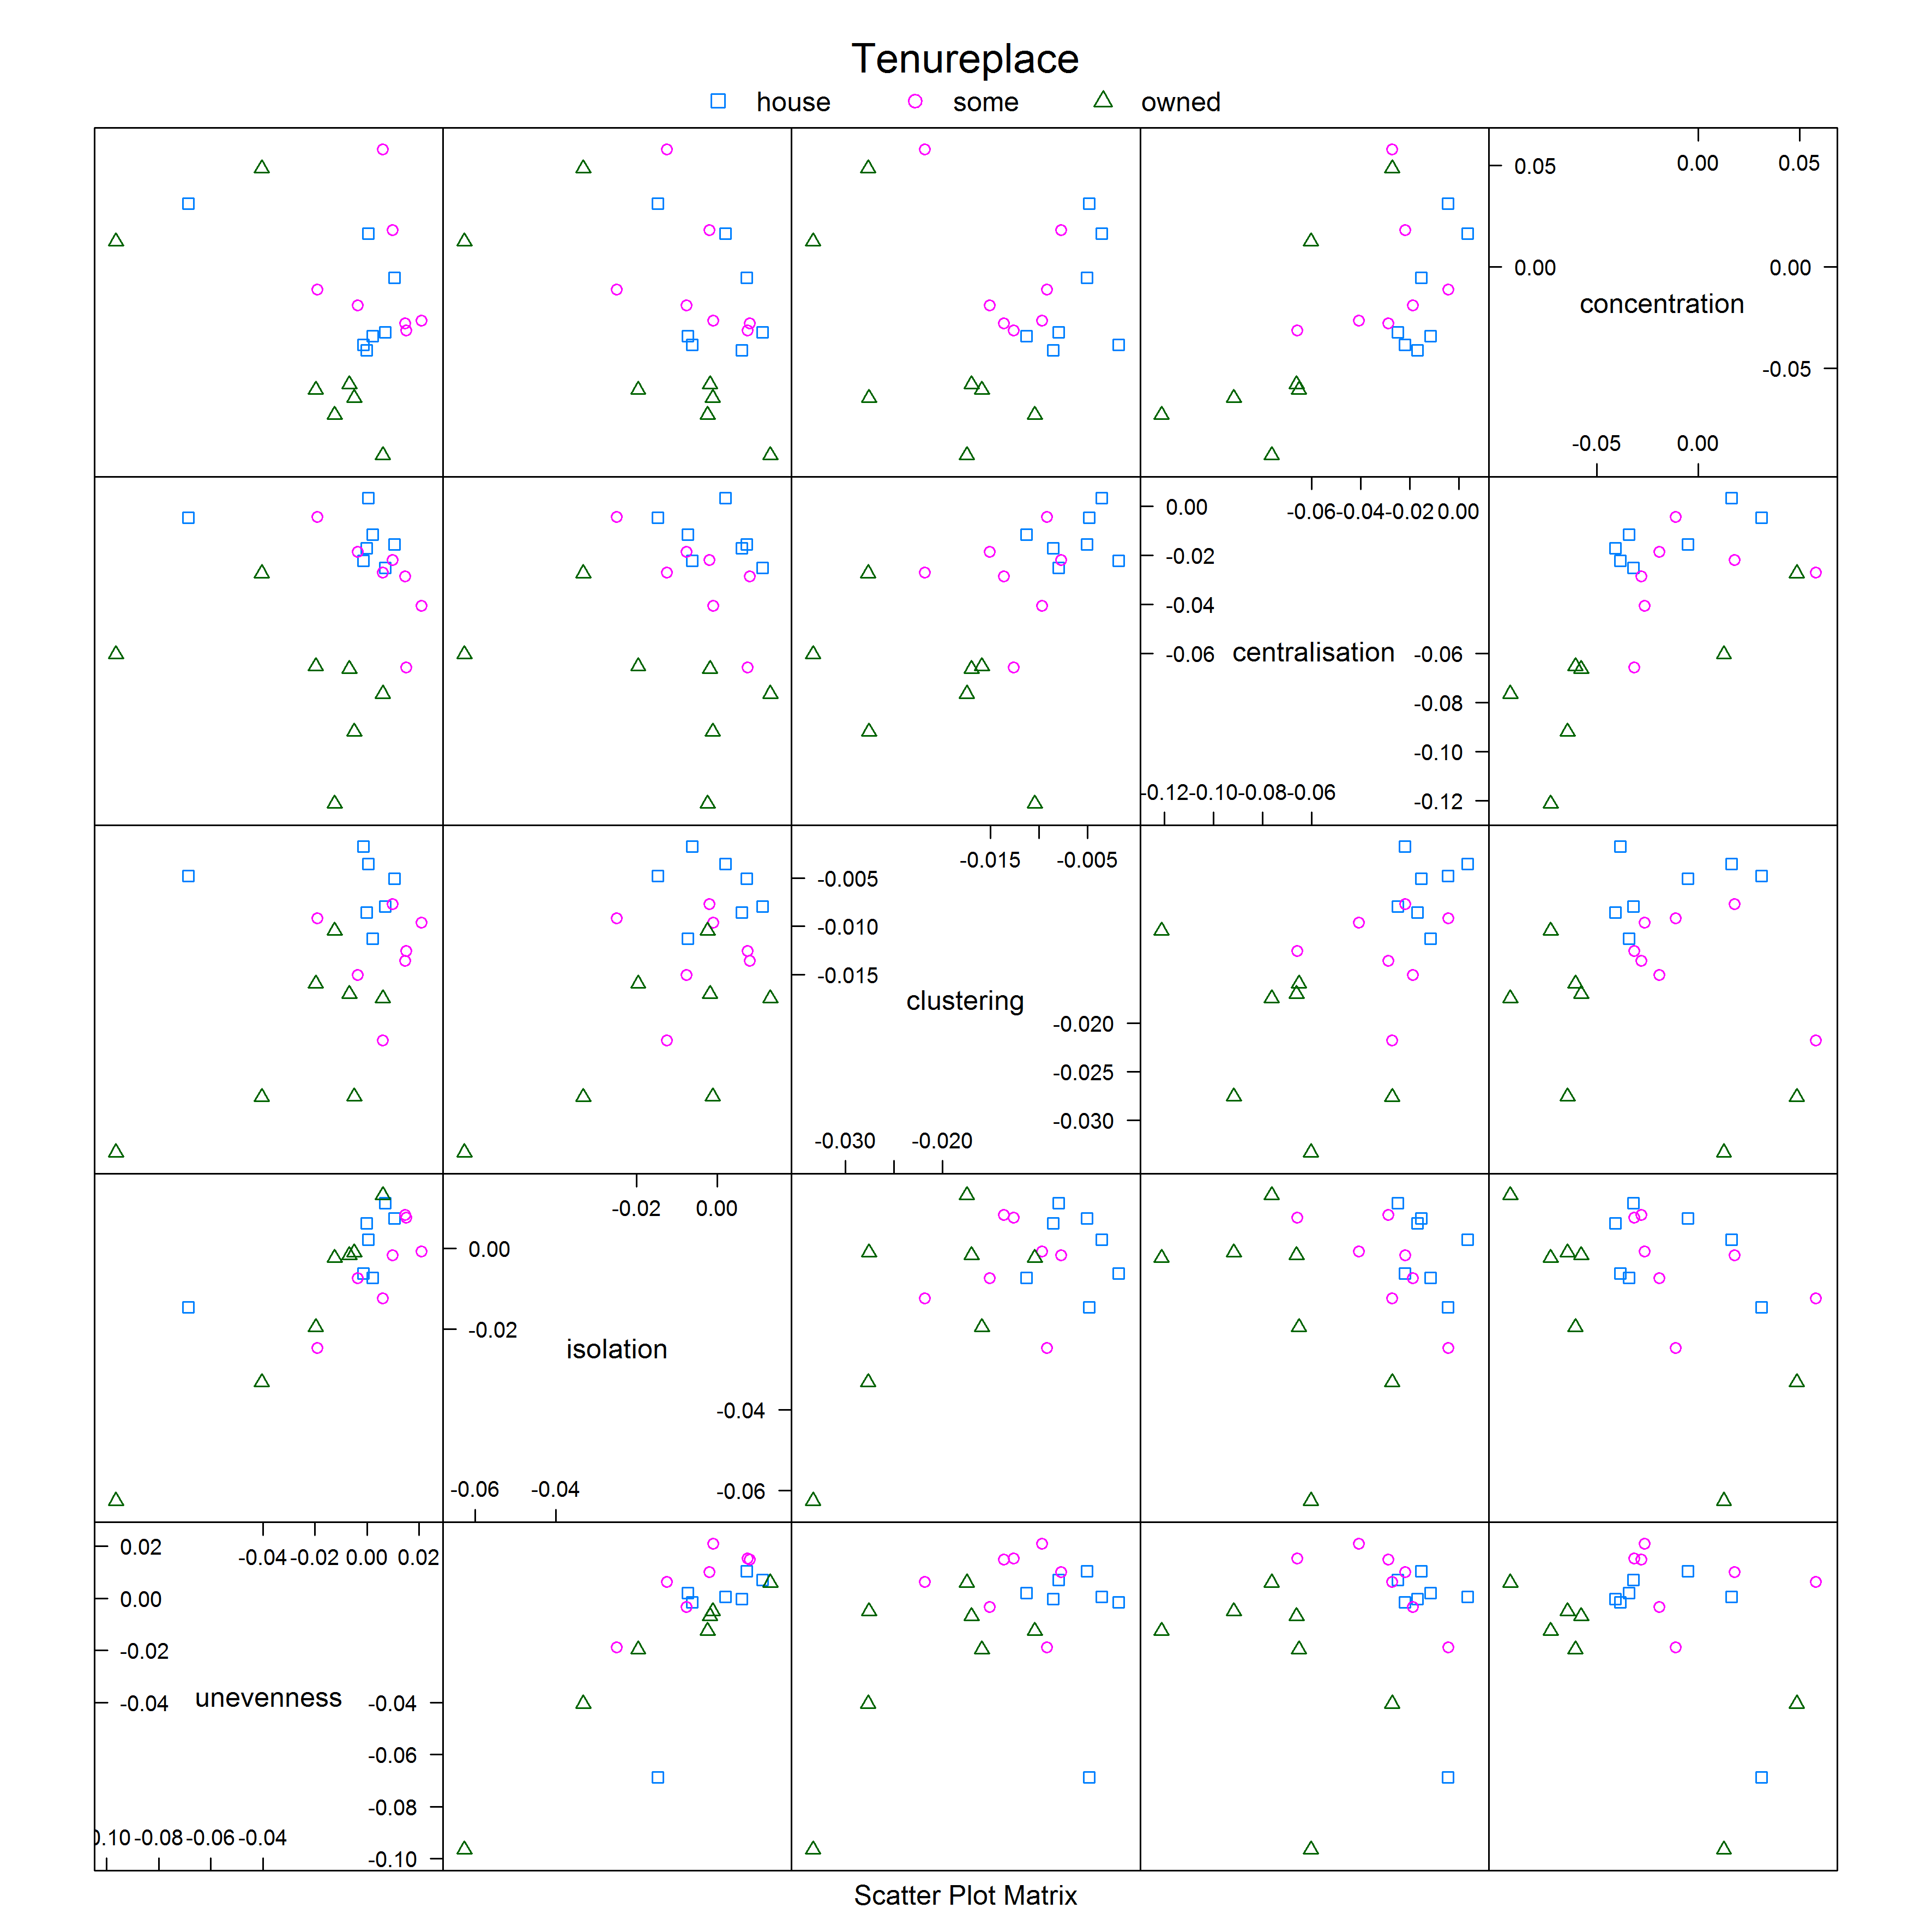 Tenureplace
house some owned
0.00 0.05
0.05
0.00 0.00
concentration
-0.05
-0.05 0.00
0.00 -0.06 -0.04 -0.02 0.00
-0.02
-0.04
-0.06 centralisation -0.06
-0.08
-0.10
-0.12 -0.10 -0.08 -0.06 -0.12
-0.015 -0.005
-0.005
-0.010
-0.015
clustering
-0.020
-0.025
-0.030
-0.030 -0.020
-0.02 0.00
0.00
-0.02
isolation
-0.04
-0.06 -0.04 -0.06
0.02 -0.04 -0.02 0.00 0.02
0.00
-0.02
-0.04 unevenness -0.04
-0.06
-0.08
0.10 -0.08 -0.06 -0.04
-0.10
Scatter Plot Matrix